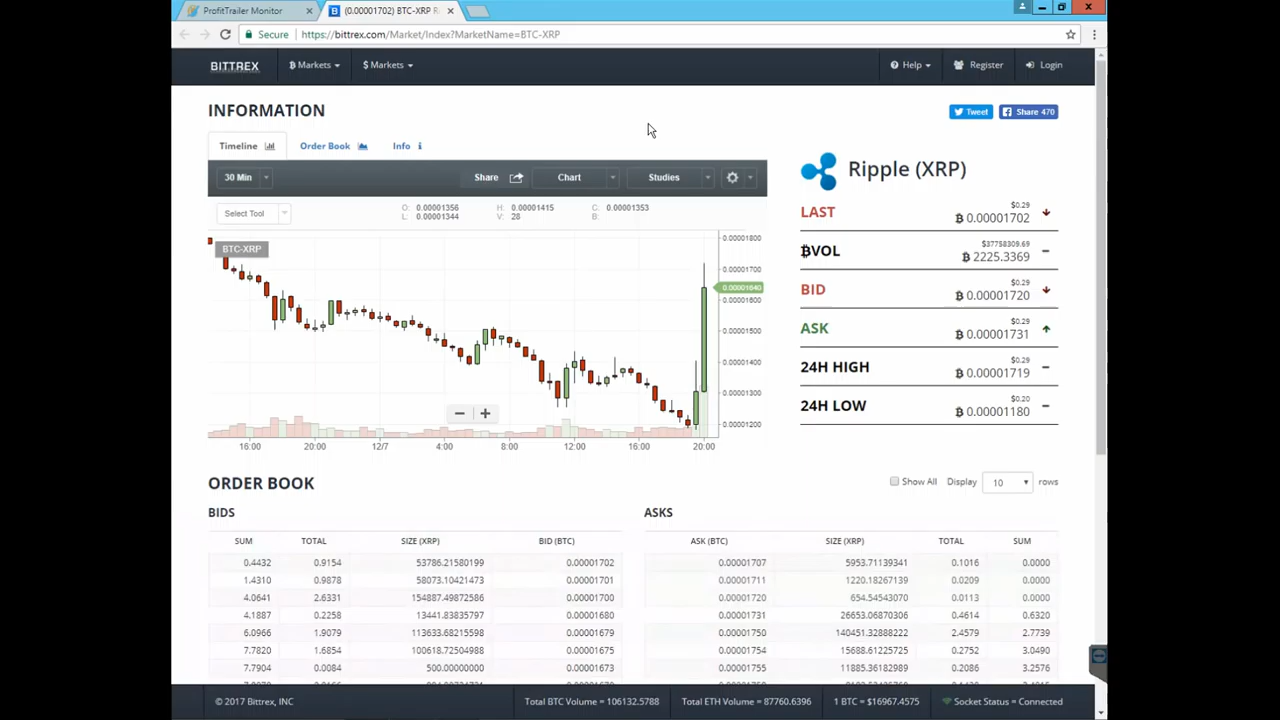 ProfitTrailer Monitor
(0.00001702) BTC-XRP R
Secure
https://bittrex.com/Market/Index?MarketName=BTC-XRP
BITTREX
Markets
$ Markets
Help
Register
Login
INFORMATION
Tweet
Share 470
Timeline
Order Book
Info
30 Min
Share
Chart
Studies
Select Tool
O: 0.00001356 H: 0.00001415 C: 0.00001353
L: 0.00001344 V: 28 B:
BTC-XRP
0.00001800
0.00001700
0.00001640
0.00001600
0.00001500
0.00001400
0.00001300
0.00001200
16:00 20:00 12/7 4:00 8:00 12:00 16:00 20:00
Ripple (XRP)
$0.29
LAST ฿ 0.00001702
$37758309.69
฿VOL ฿ 2225.3369
$0.29
BID ฿ 0.00001720
$0.29
ASK ฿ 0.00001731
$0.29
24H HIGH ฿ 0.00001719
$0.20
24H LOW ฿ 0.00001180
ORDER BOOK
Show All Display 10 rows
BIDS
SUM TOTAL SIZE (XRP) BID (BTC)
0.4432 0.9154 53786.21580199 0.00001702
1.4310 0.9878 58073.10421473 0.00001701
4.0641 2.6331 154887.49872586 0.00001700
4.1887 0.2258 13441.83835797 0.00001680
6.0966 1.9079 113633.68215598 0.00001679
7.7820 1.6854 100618.72504900 0.00001675
7.7904 0.0084 500.00000000 0.00001673
ASKS
ASK (BTC) SIZE (XRP) TOTAL SUM
0.00001707 5953.71139341 0.1016 0.0000
0.00001711 1220.18267139 0.0209 0.0000
0.00001720 654.54543070 0.0113 0.0000
0.00001731 26653.06870306 0.4614 0.6320
0.00001750 140451.32888222 2.4579 2.7739
0.00001754 15688.61225725 0.2752 3.0490
0.00001755 11885.36182989 0.2086 3.2576
© 2017 Bittrex, INC
Total BTC Volume = 106132.5788
Total ETH Volume = 87760.6396
1 BTC = $16967.4575
Socket Status = Connected